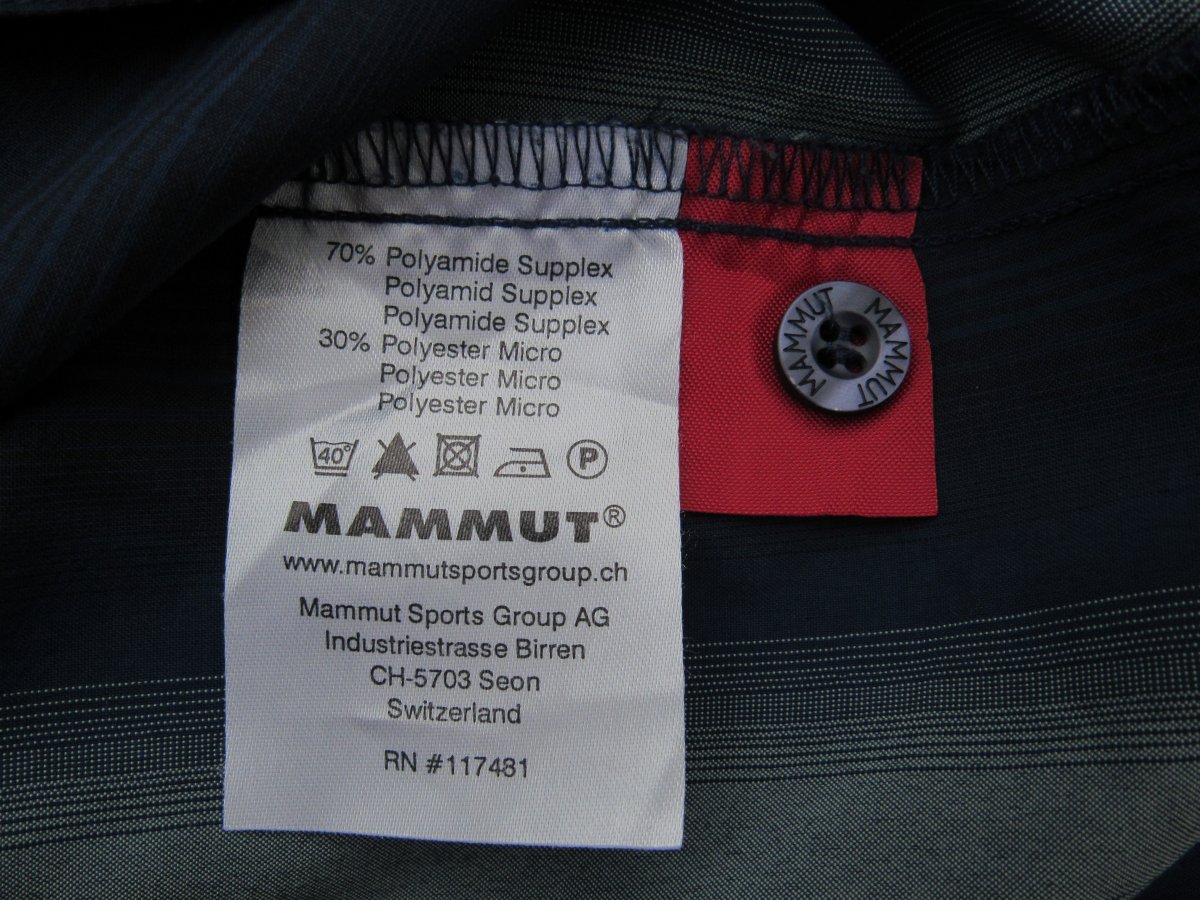 70% Polyamide Supplex
Polyamid Supplex
Polyamide Supplex
30% Polyester Micro
Polyester Micro
Polyester Micro
40° P
MAMMUT®
www.mammutsportsgroup.ch
Mammut Sports Group AG
Industriestrasse Birren
CH-5703 Seon
Switzerland
RN #117481
MAMMUT MAMMUT